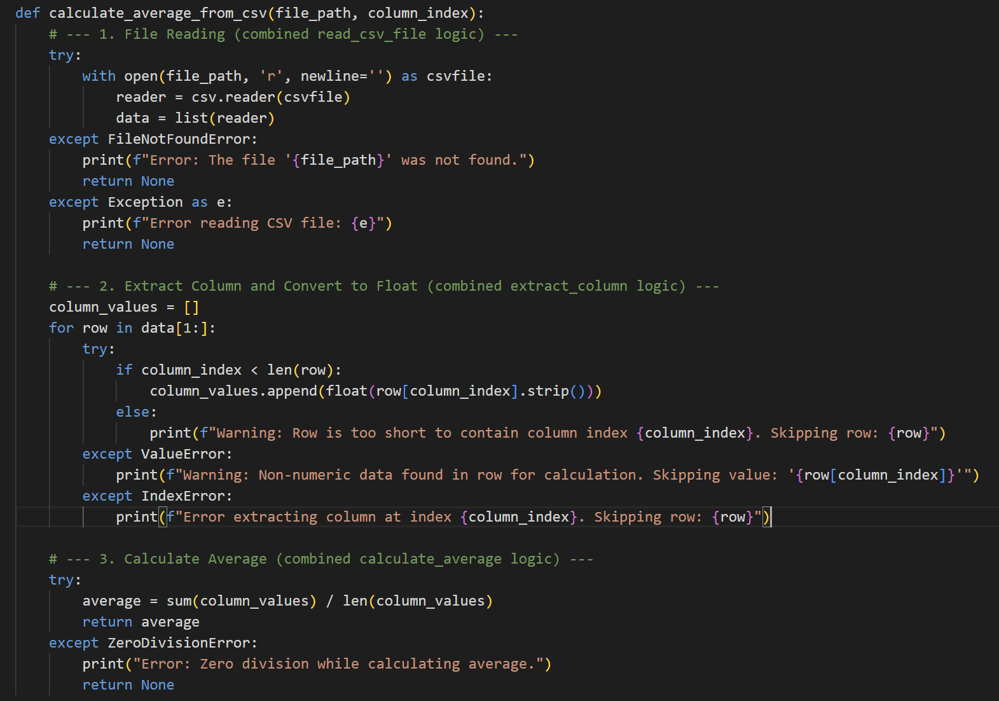 def calculate_average_from_csv(file_path, column_index):
    # --- 1. File Reading (combined read_csv_file logic) ---
    try:
        with open(file_path, 'r', newline='') as csvfile:
            reader = csv.reader(csvfile)
            data = list(reader)
    except FileNotFoundError:
        print(f"Error: The file '{file_path}' was not found.")
        return None
    except Exception as e:
        print(f"Error reading CSV file: {e}")
        return None

    # --- 2. Extract Column and Convert to Float (combined extract_column logic) ---
    column_values = []
    for row in data[1:]:
        try:
            if column_index < len(row):
                column_values.append(float(row[column_index].strip()))
            else:
                print(f"Warning: Row is too short to contain column index {column_index}. Skipping row: {row}")
        except ValueError:
            print(f"Warning: Non-numeric data found in row for calculation. Skipping value: '{row[column_index]}'")
        except IndexError:
            print(f"Error extracting column at index {column_index}. Skipping row: {row}")

    # --- 3. Calculate Average (combined calculate_average logic) ---
    try:
        average = sum(column_values) / len(column_values)
        return average
    except ZeroDivisionError:
        print("Error: Zero division while calculating average.")
        return None